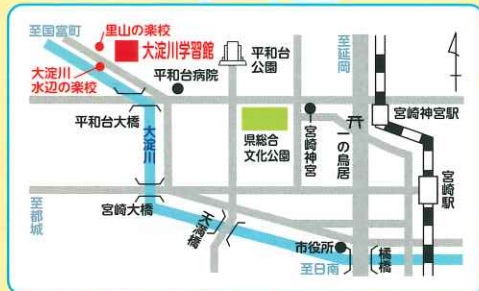 至国富町
里山の楽校
大淀川学習館
大淀川
水辺の楽校
平和台病院
平和台
公園
至延岡
平和台大橋
大淀川
県総合
文化公園
宮崎神宮
一の鳥居
宮崎神宮駅
宮崎駅
至都城
宮崎大橋
天満橋
市役所
至日南
橘橋